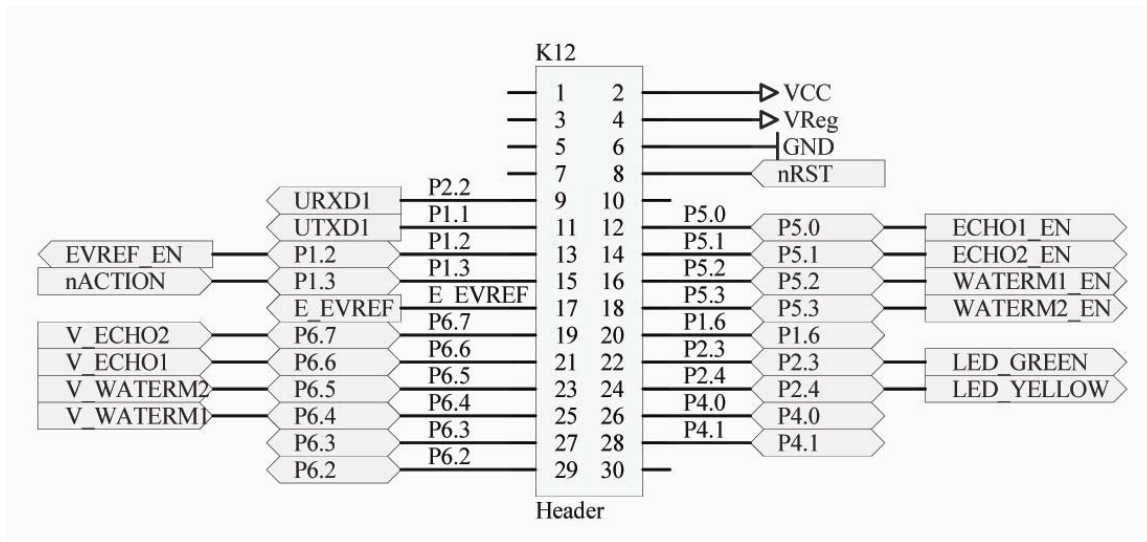 K12
1 2 VCC
3 4 VReg
5 6 GND
7 8 nRST
URXD1 P2.2 9 10
UTXD1 P1.1 11 12 P5.0 P5.0 ECHO1_EN
EVREF_EN P1.2 P1.2 13 14 P5.1 P5.1 ECHO2_EN
nACTION P1.3 P1.3 15 16 P5.2 P5.2 WATERM1_EN
E_EVREF E_EVREF 17 18 P5.3 P5.3 WATERM2_EN
V_ECHO2 P6.7 P6.7 19 20 P1.6 P1.6
V_ECHO1 P6.6 P6.6 21 22 P2.3 P2.3 LED_GREEN
V_WATERM2 P6.5 P6.5 23 24 P2.4 P2.4 LED_YELLOW
V_WATERM1 P6.4 P6.4 25 26 P4.0 P4.0
P6.3 P6.3 27 28 P4.1 P4.1
P6.2 P6.2 29 30
Header